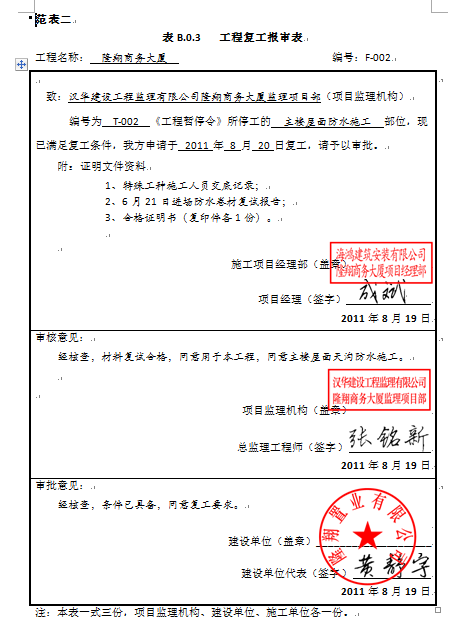 范表二
表 B.0.3 工程复工报审表
工程名称： 隆翔商务大厦 编号：F-002
致：汉华建设工程监理有限公司隆翔商务大厦监理项目部（项目监理机构）
编号为 T-002 《工程暂停令》所停工的 主楼屋面防水施工 部位，现
已满足复工条件，我方申请于 2011 年 8 月 20 日复工，请予以审批。
附：证明文件资料
1、特殊工种施工人员交底记录；
2、6 月 21 日进场防水卷材复试报告；
3、合格证明书（复印件各 1 份）。
海鸿建筑安装有限公司
隆翔商务大厦项目经理部
施工项目经理部（盖章）
项目经理（签字） 成斌
2011 年 8 月 19 日
审核意见：
经核查，材料复试合格，同意用于本工程，同意主楼屋面天沟防水施工。
汉华建设工程监理有限公司
隆翔商务大厦监理项目部
项目监理机构（盖章）
总监理工程师（签字） 张铭新
2011 年 8 月 19 日
审批意见：
经核查，条件已具备，同意复工要求。
隆翔置业有限公司
建设单位（盖章）
建设单位代表（签字） 黄静宇
2011 年 8 月 19 日
注：本表一式三份，项目监理机构、建设单位、施工单位各一份。